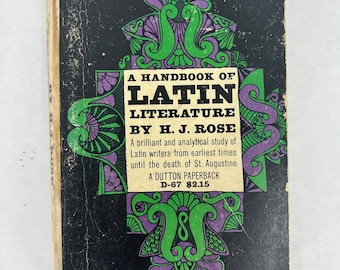 A HANDBOOK OF
LATIN
LITERATURE
BY H. J. ROSE
A brilliant and analytical study of
Latin writers from earliest times
until the death of St. Augustine
A DUTTON PAPERBACK
D-67 $2.15